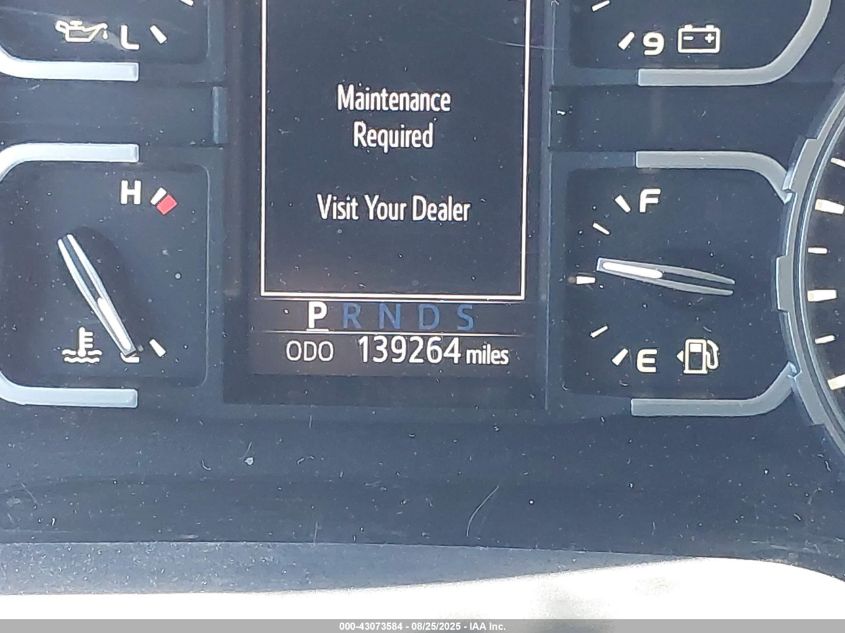 L
9
Maintenance
Required
H
Visit Your Dealer
F
P R N D S
E
ODO 139264 miles
000-43073584 - 08/25/2025 - IAA Inc.